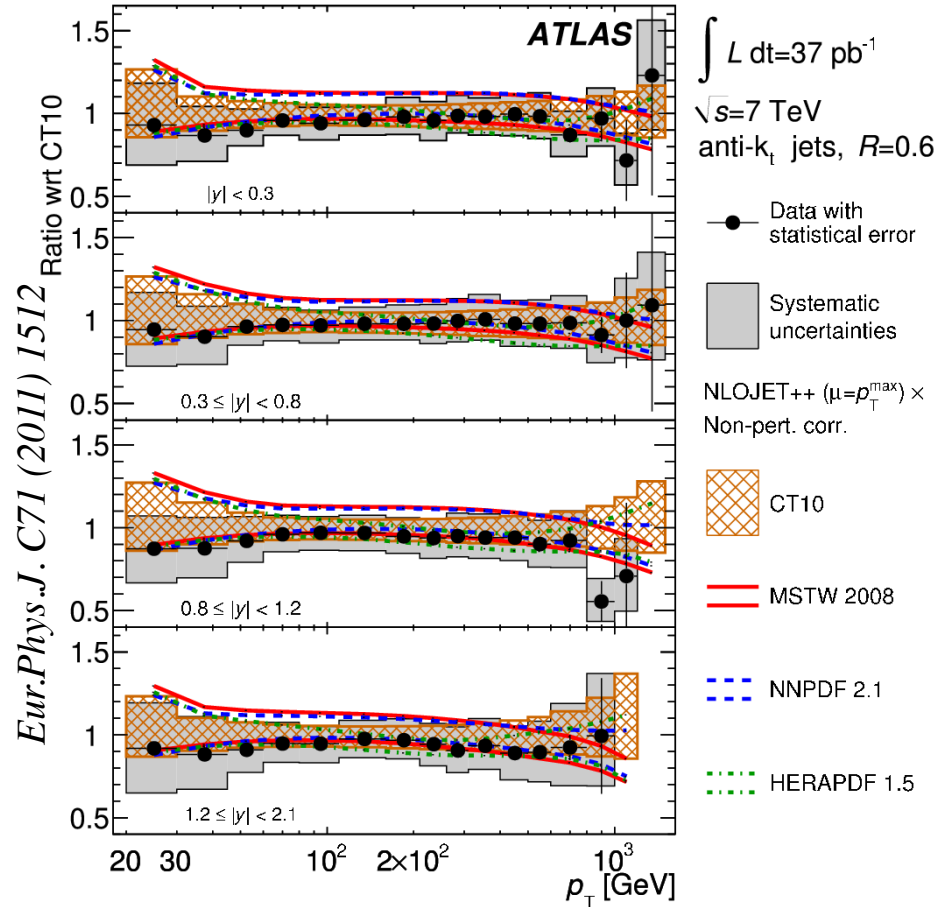 Eur.Phys.J. C71 (2011) 1512
Ratio wrt CT10
ATLAS
1.5
1
0.5
|y| < 0.3
1.5
1
0.5
0.3 ≤ |y| < 0.8
1.5
1
0.5
0.8 ≤ |y| < 1.2
1.5
1
0.5
1.2 ≤ |y| < 2.1
20 30 10² 2×10² 10³
p_T [GeV]
∫ L dt=37 pb⁻¹
√s=7 TeV
anti-k_t jets, R=0.6
Data with
statistical error
Systematic
uncertainties
NLOJET++ (μ=p_T^max) ×
Non-pert. corr.
CT10
MSTW 2008
NNPDF 2.1
HERAPDF 1.5